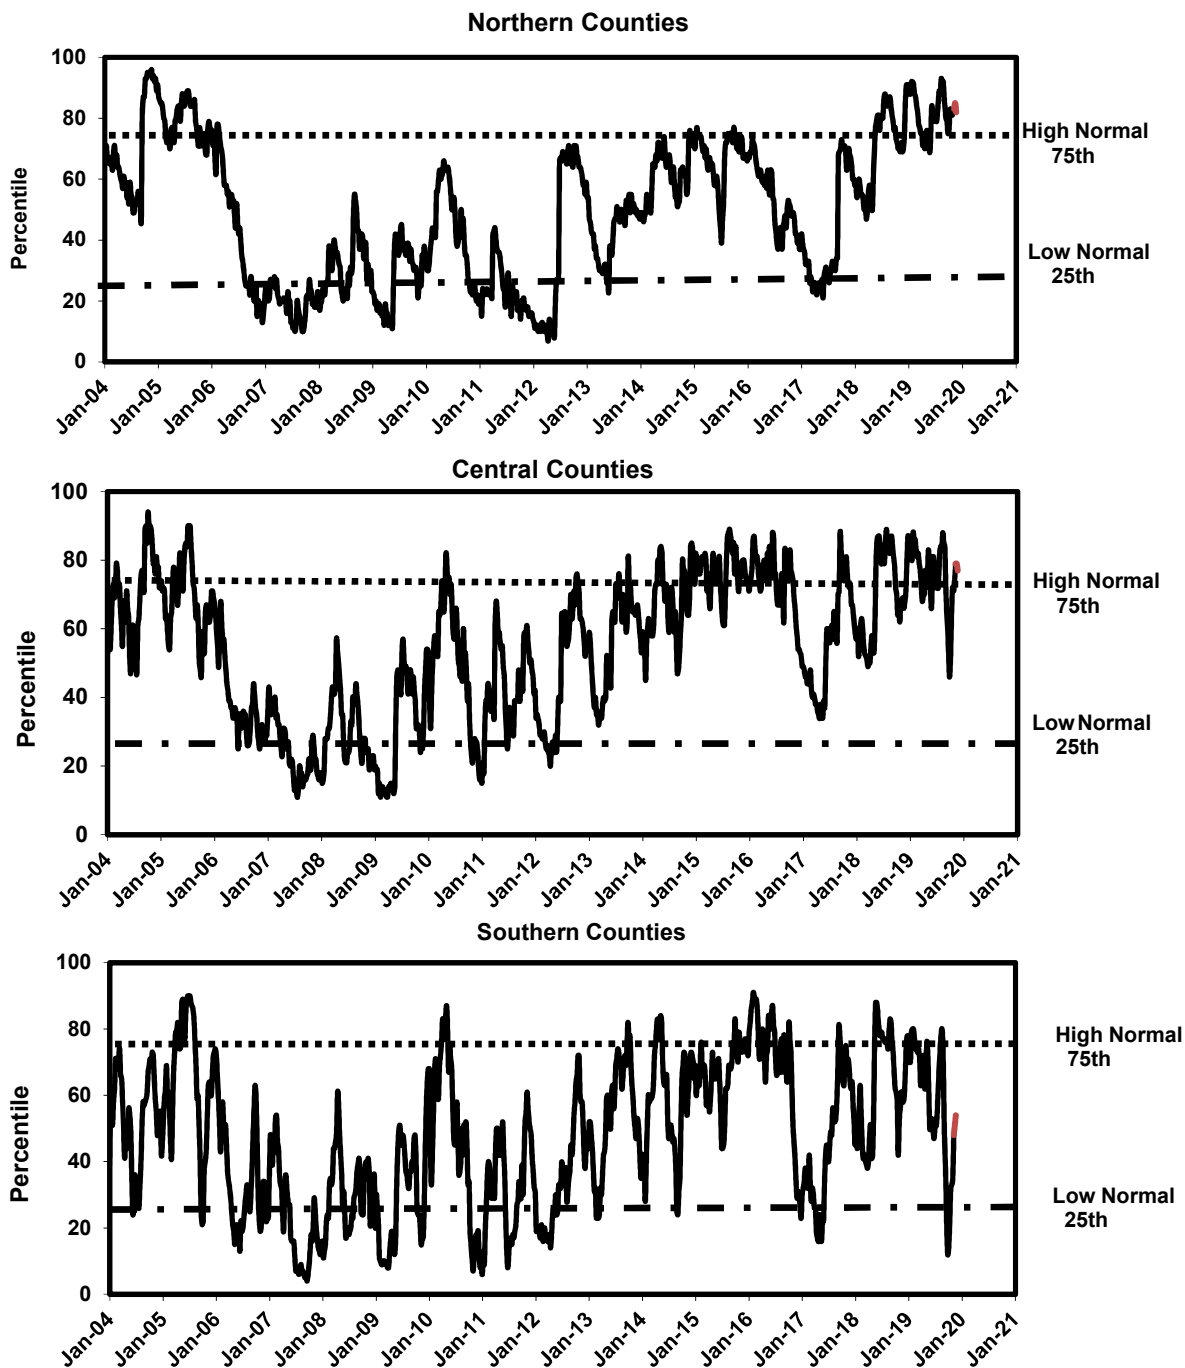 Northern Counties
Percentile
100
80
60
40
20
0
High Normal
75th
Low Normal
25th
Jan-04
Jan-05
Jan-06
Jan-07
Jan-08
Jan-09
Jan-10
Jan-11
Jan-12
Jan-13
Jan-14
Jan-15
Jan-16
Jan-17
Jan-18
Jan-19
Jan-20
Jan-21
Central Counties
Percentile
100
80
60
40
20
0
High Normal
75th
Low Normal
25th
Jan-04
Jan-05
Jan-06
Jan-07
Jan-08
Jan-09
Jan-10
Jan-11
Jan-12
Jan-13
Jan-14
Jan-15
Jan-16
Jan-17
Jan-18
Jan-19
Jan-20
Jan-21
Southern Counties
Percentile
100
80
60
40
20
0
High Normal
75th
Low Normal
25th
Jan-04
Jan-05
Jan-06
Jan-07
Jan-08
Jan-09
Jan-10
Jan-11
Jan-12
Jan-13
Jan-14
Jan-15
Jan-16
Jan-17
Jan-18
Jan-19
Jan-20
Jan-21